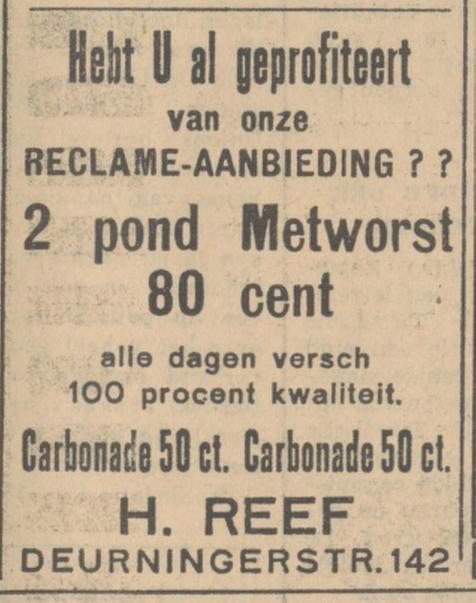 Hebt U al geprofiteert
van onze
RECLAME-AANBIEDING ? ?
2 pond Metworst
80 cent
alle dagen versch
100 procent kwaliteit.
Carbonade 50 ct. Carbonade 50 ct.
H. REEF
DEURNINGERSTR. 142